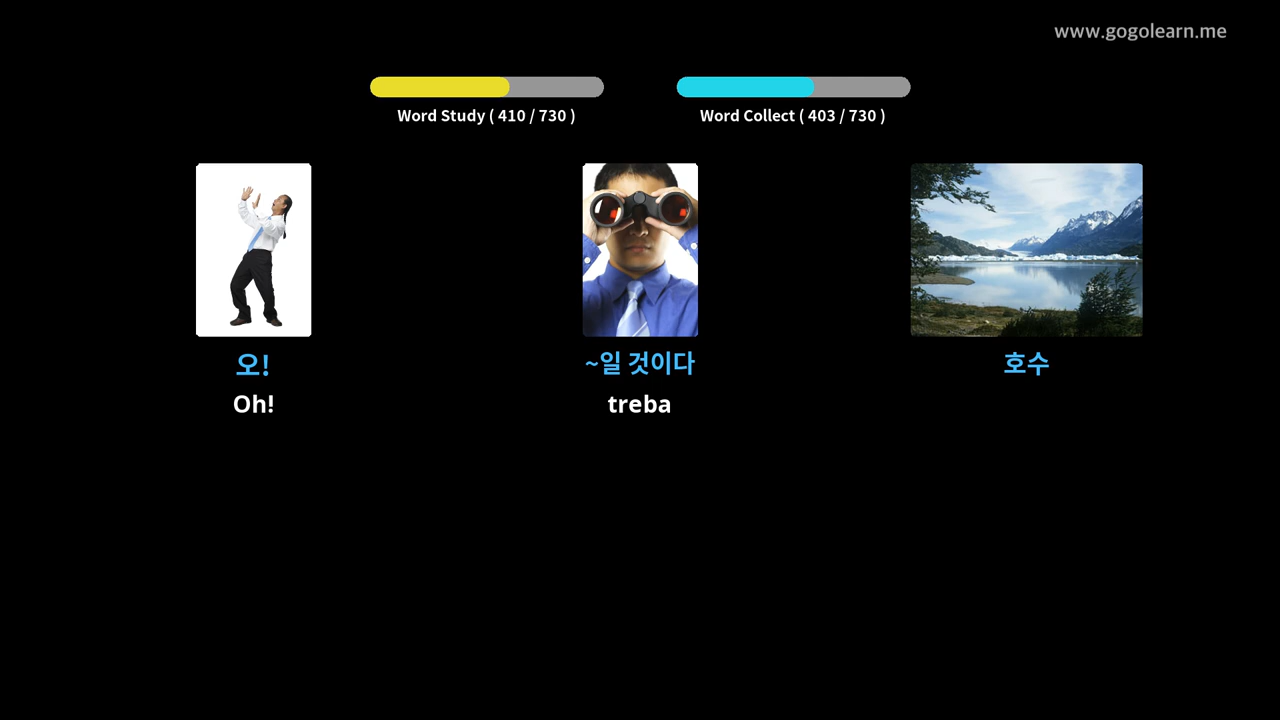 www.gogolearn.me
Word Study ( 410 / 730 )
Word Collect ( 403 / 730 )
오!
~일 것이다
호수
Oh!
treba